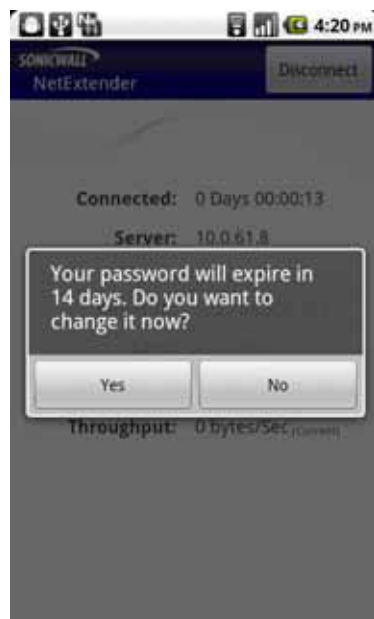 4:20 PM
SONICWALL
NetExtender
Disconnect
Connected: 0 Days 00:00:13
Server: 10.0.61.8
Your password will expire in
14 days. Do you
want to
change it now?
Yes
No
Throughput: 0 bytes/Sec (Current)